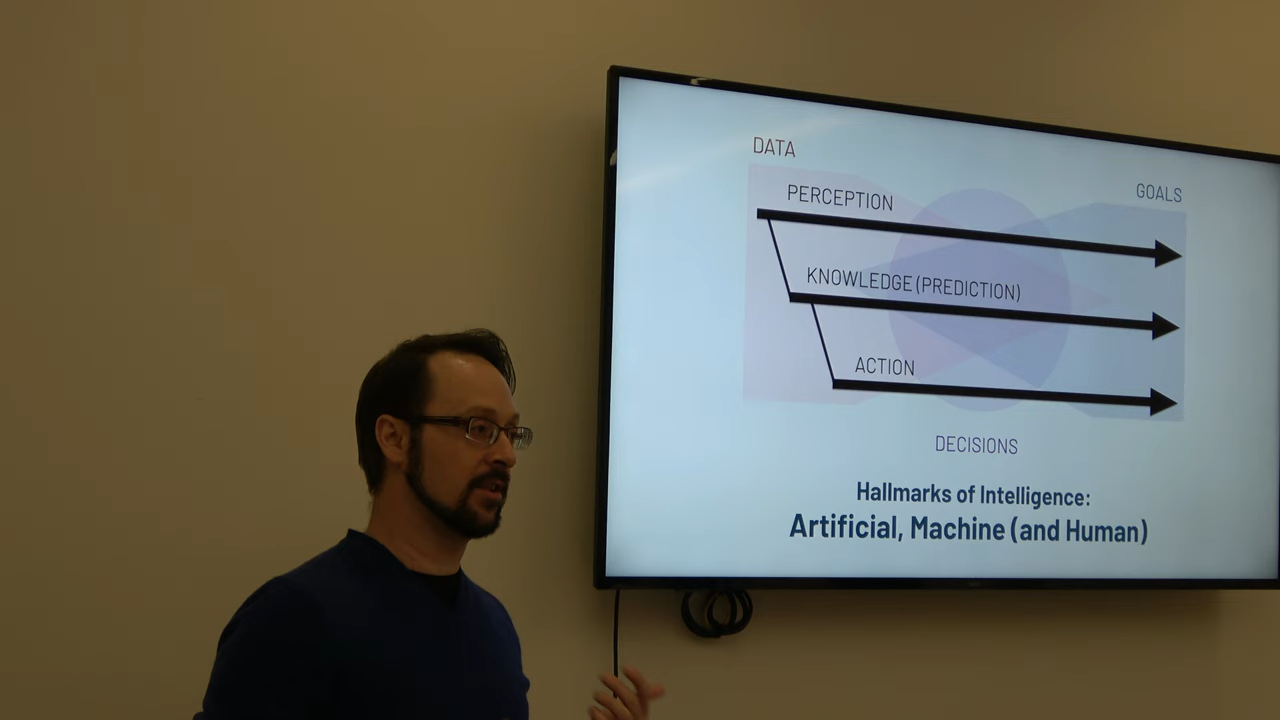 DATA
GOALS
PERCEPTION
KNOWLEDGE (PREDICTION)
ACTION
DECISIONS
Hallmarks of Intelligence:
Artificial, Machine (and Human)